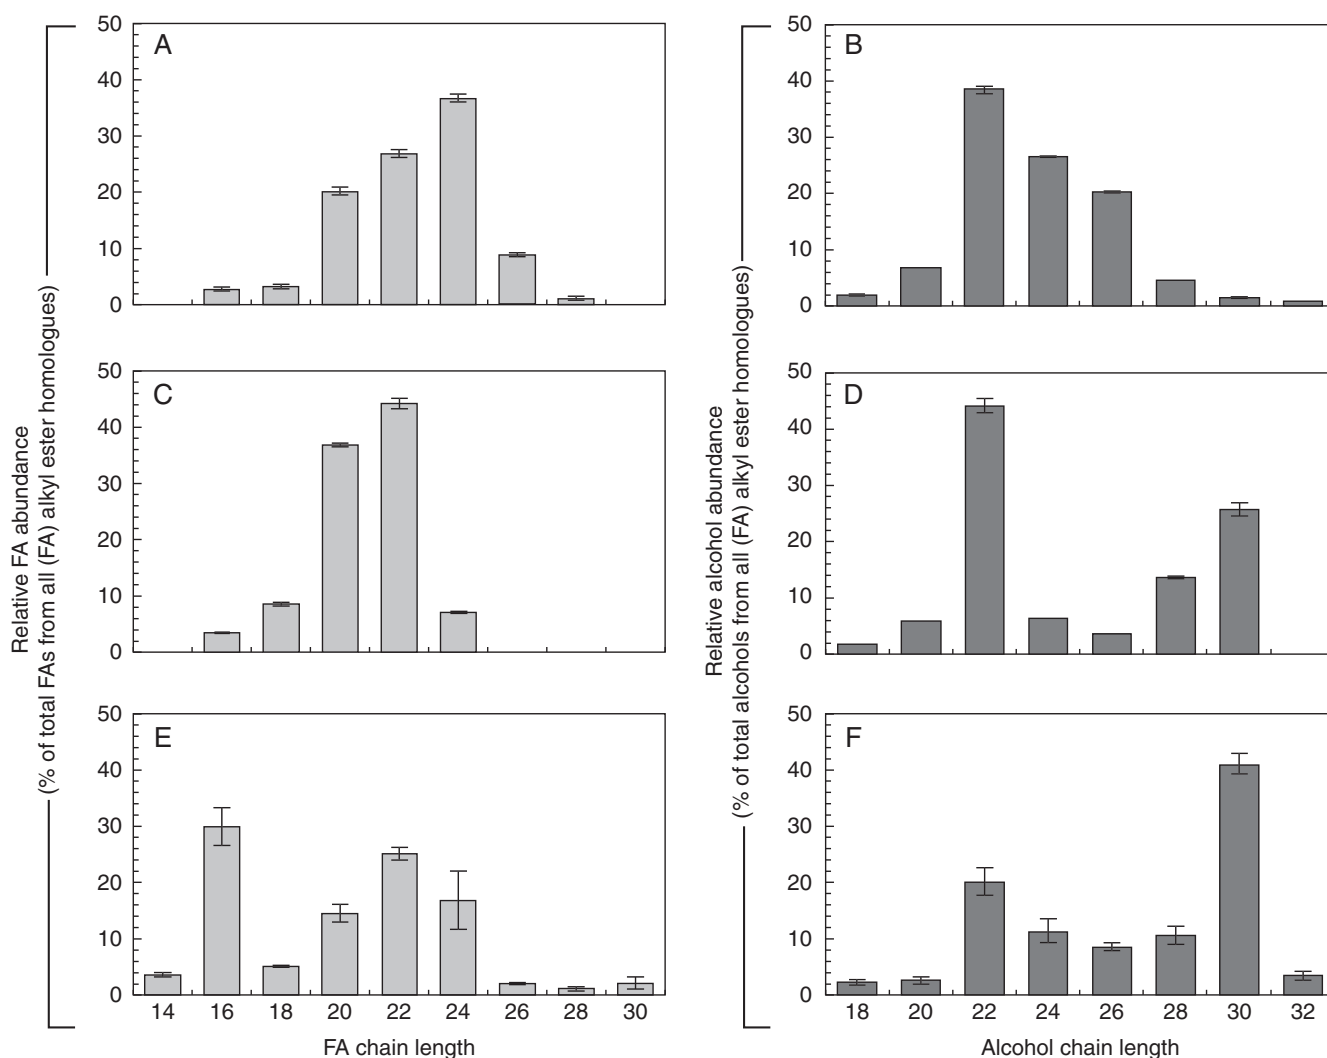 Relative FA abundance
(% of total FAs from all (FA) alkyl ester homologues)
A
50
40
30
20
10
0
C
50
40
30
20
10
0
E
50
40
30
20
10
0
14 16 18 20 22 24 26 28 30
FA chain length
Relative alcohol abundance
(% of total alcohols from all (FA) alkyl ester homologues)
B
50
40
30
20
10
0
D
50
40
30
20
10
0
F
50
40
30
20
10
0
18 20 22 24 26 28 30 32
Alcohol chain length